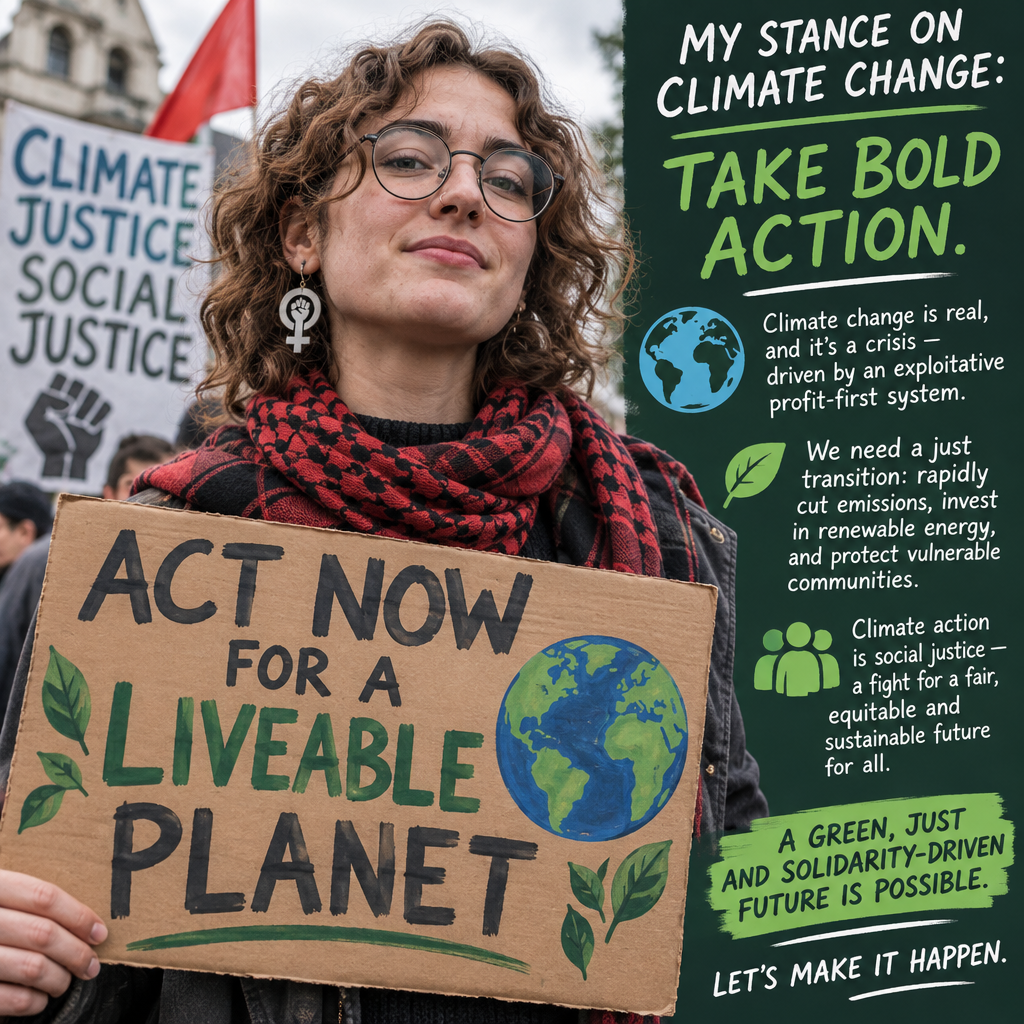 CLIMATE
JUSTICE
SOCIAL
JUSTICE
ACT NOW
FOR A
LIVEABLE
PLANET
MY STANCE ON
CLIMATE CHANGE:
TAKE BOLD
ACTION.
Climate change is real,
and it's a crisis –
driven by an exploitative
profit-first system.
We need a just
transition: rapidly
cut emissions, invest
in renewable energy,
and protect vulnerable
communities.
Climate action
is social justice –
a fight for a fair,
equitable and
sustainable future
for all.
A GREEN, JUST
AND SOLIDARITY-DRIVEN
FUTURE IS POSSIBLE.
LET'S MAKE IT HAPPEN.